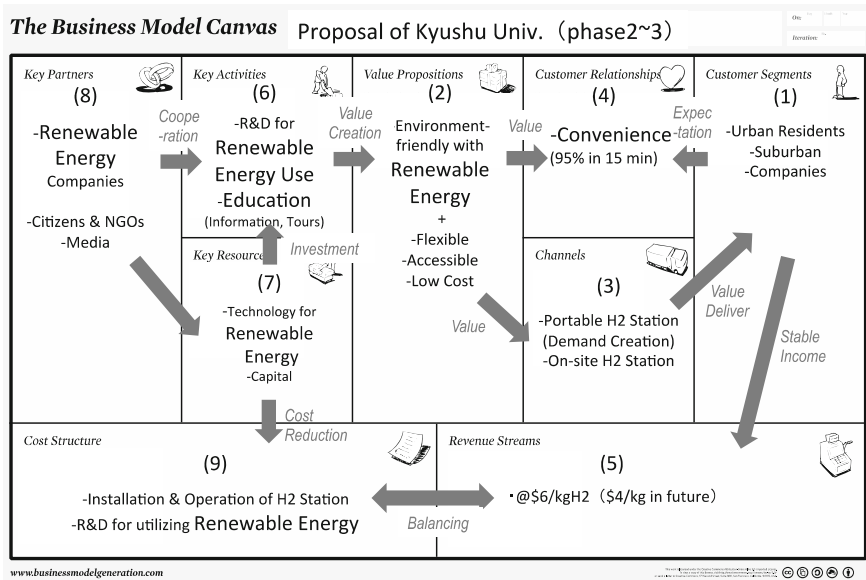 The Business Model Canvas
Proposal of Kyushu Univ.（phase2~3）
On:
Iteration:
Key Partners
(8)
-Renewable
Energy
Companies
-Citizens & NGOs
-Media
Coope
-ration
Key Activities
(6)
-R&D for
Renewable
Energy Use
-Education
(Information, Tours)
Investment
Key Resource
(7)
-Technology for
Renewable
Energy
-Capital
Cost
Reduction
Value
Creation
Value Propositions
(2)
Environment-
friendly with
Renewable
Energy
+
-Flexible
-Accessible
-Low Cost
Value
Value
Customer Relationships
(4)
-Convenience
(95% in 15 min)
Expec
-tation
Channels
(3)
-Portable H2 Station
(Demand Creation)
-On-site H2 Station
Value
Deliver
Customer Segments
(1)
-Urban Residents
-Suburban
-Companies
Stable
Income
Cost Structure
(9)
-Installation & Operation of H2 Station
-R&D for utilizing Renewable Energy
Balancing
Revenue Streams
(5)
・@$6/kgH2（$4/kg in future）
www.businessmodelgeneration.com